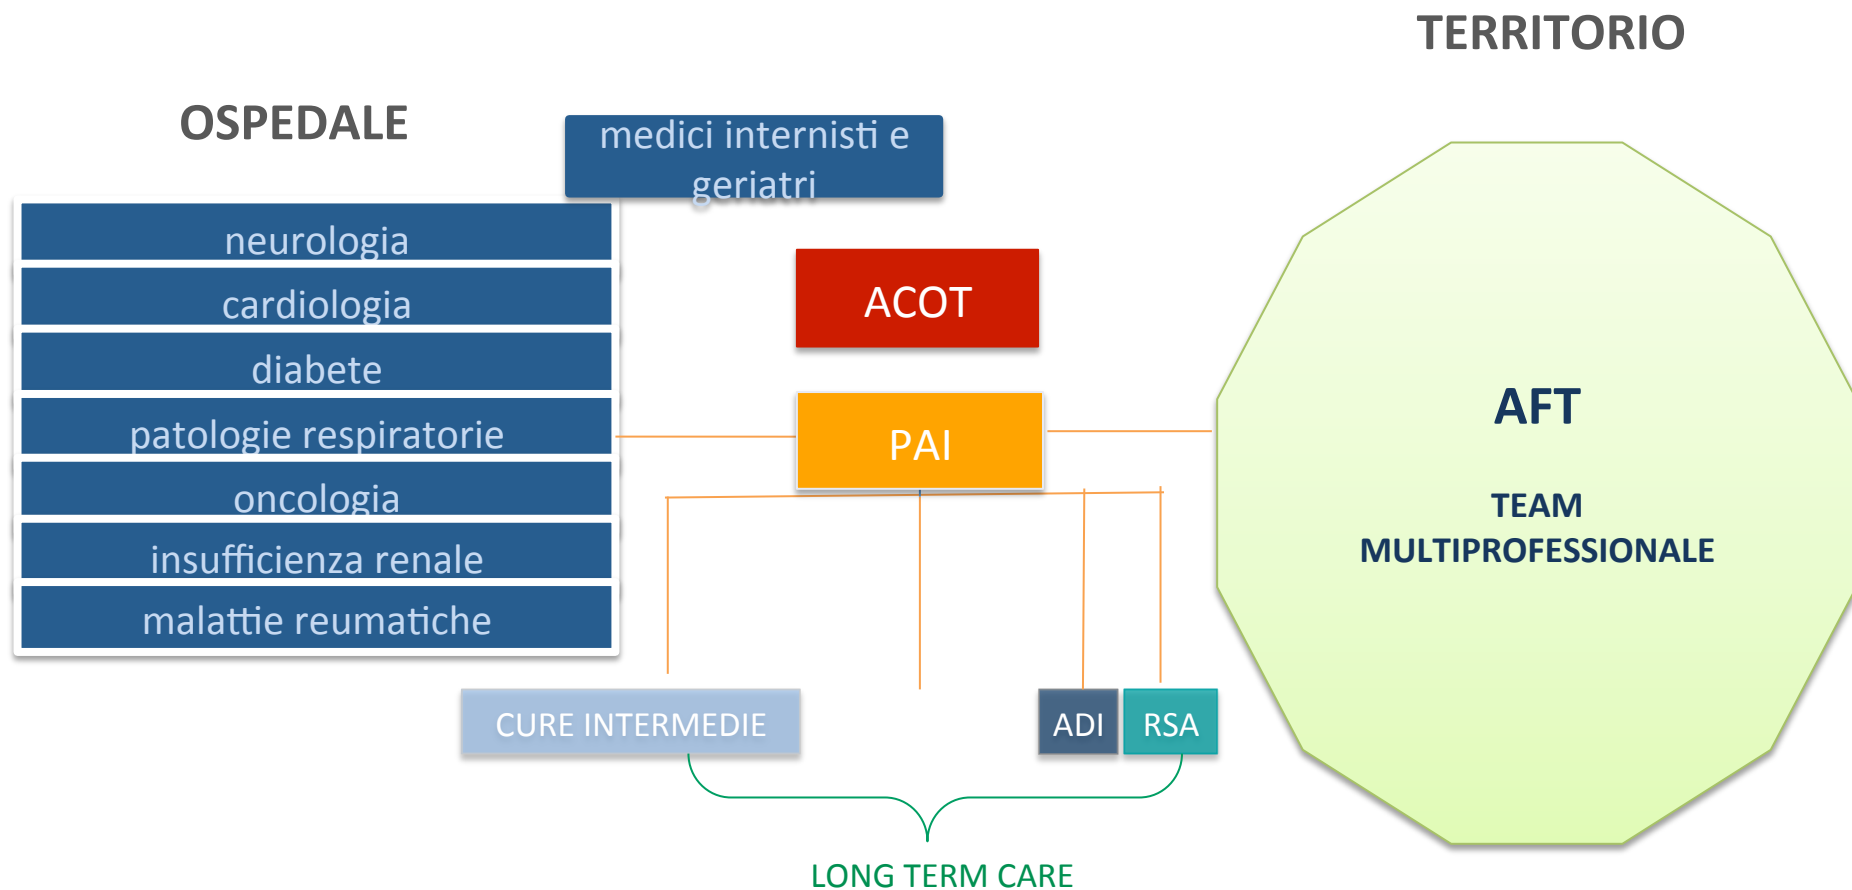 TERRITORIO
OSPEDALE
medici internisti e
geriatri
neurologia
cardiologia
diabete
patologie respiratorie
oncologia
insufficienza renale
malattie reumatiche
ACOT
PAI
AFT
TEAM
MULTIPROFESSIONALE
CURE INTERMEDIE
ADI
RSA
LONG TERM CARE